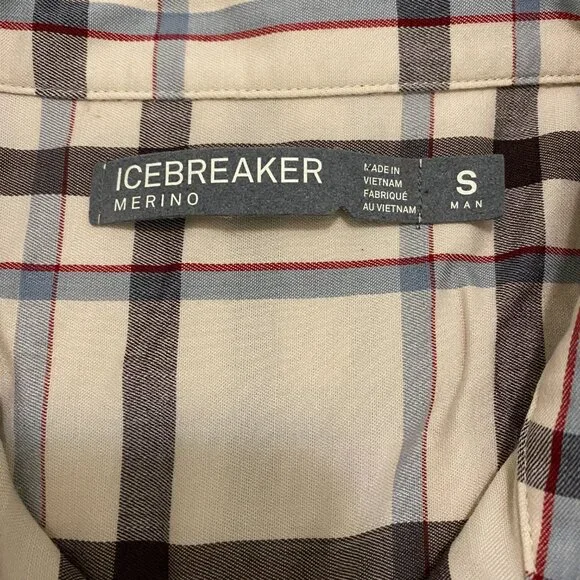 ICEBREAKER
MERINO
MADE IN
VIETNAM
FABRIQUÉ
AU VIETNAM
S
MAN